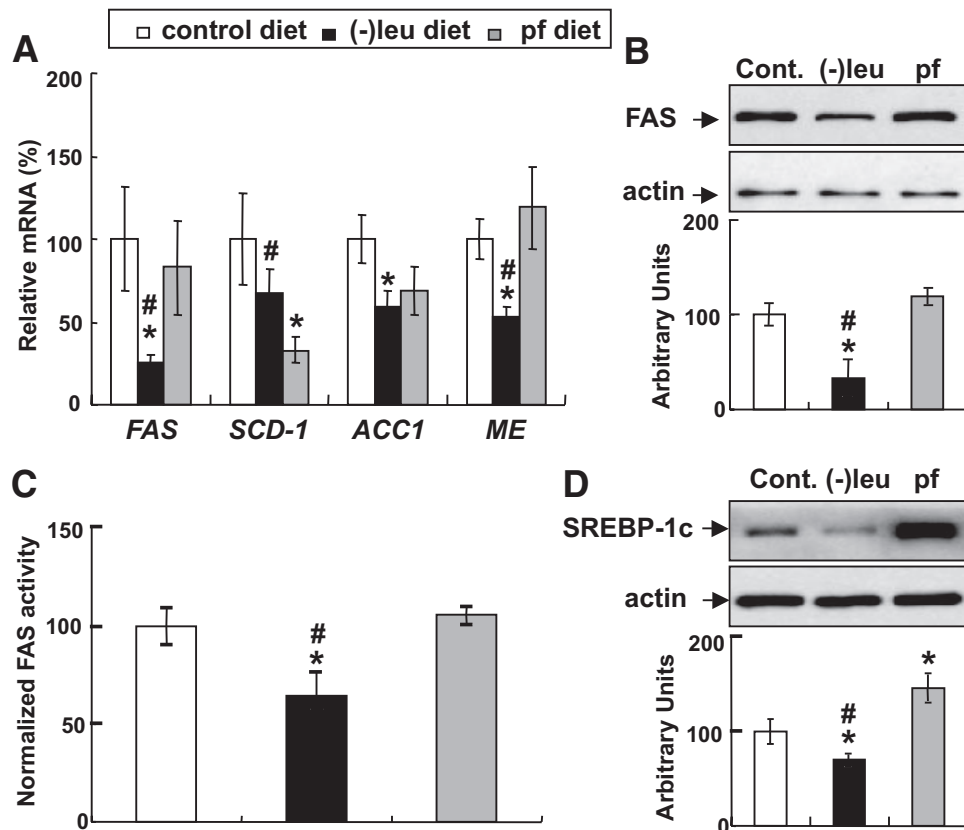 control diet (-)leu diet pf diet
A
200
150
100
50
0
Relative mRNA (%)
# *
#
*
*
# *
FAS SCD-1 ACC1 ME
B
Cont. (-)leu pf
FAS
actin
200
100
0
Arbitrary Units
# *
C
150
100
50
0
Normalized FAS activity
# *
D
Cont. (-)leu pf
SREBP-1c
actin
200
100
0
Arbitrary Units
# *
*